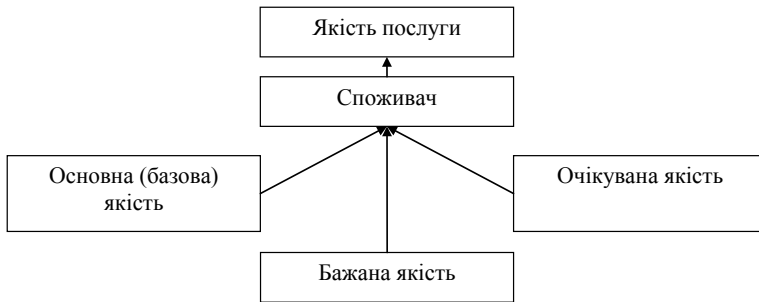 Якість послуги
Споживач
Основна (базова)
якість
Очікувана якість
Бажана якість